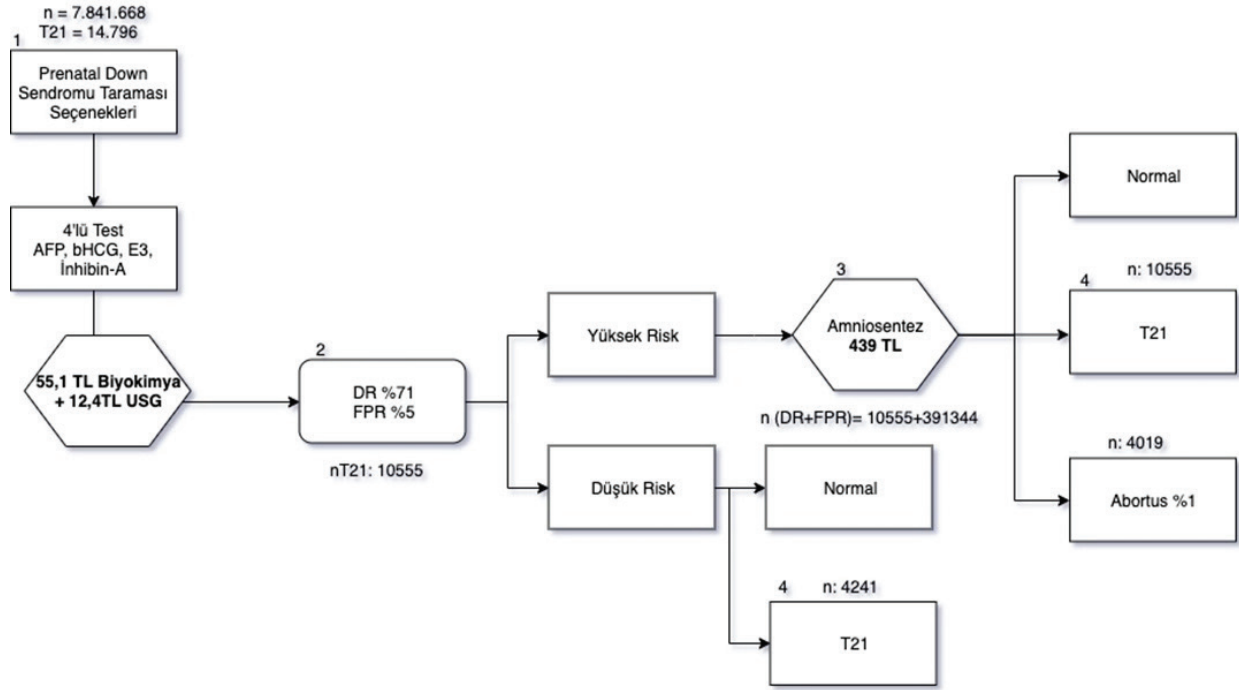 n = 7.841.668
T21 = 14.796
1
Prenatal Down
Sendromu Taraması
Seçenekleri
4'lü Test
AFP, bHCG, E3,
İnhibin-A
55,1 TL Biyokimya
+ 12,4TL USG
2
DR %71
FPR %5
nT21: 10555
Yüksek Risk
Düşük Risk
3
Amniosentez
439 TL
n (DR+FPR)= 10555+391344
Normal
4
n: 4241
T21
Normal
n: 10555
4
T21
n: 4019
Abortus %1